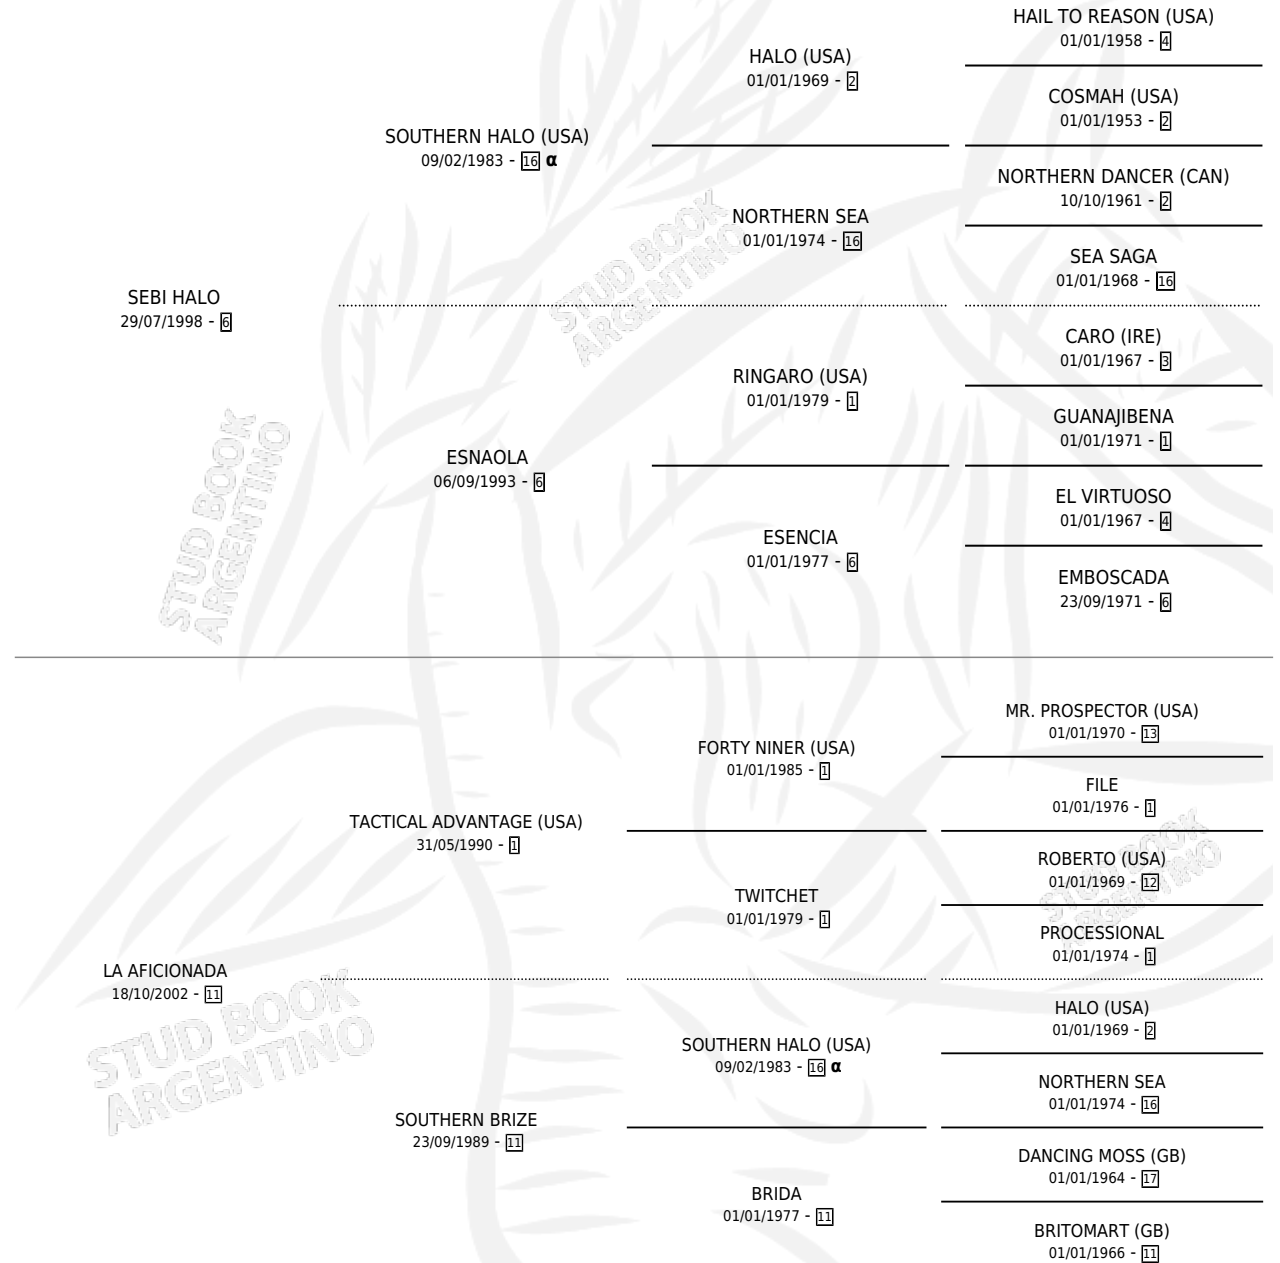 HAIL TO REASON (USA)
01/01/1958 - 4
HALO (USA)
01/01/1969 - 2
COSMAH (USA)
01/01/1953 - 2
SOUTHERN HALO (USA)
09/02/1983 - 16 α
NORTHERN DANCER (CAN)
10/10/1961 - 2
NORTHERN SEA
01/01/1974 - 16
SEA SAGA
01/01/1968 - 16
SEBI HALO
29/07/1998 - 6
CARO (IRE)
01/01/1967 - 3
RINGARO (USA)
01/01/1979 - 1
GUANAJIBENA
01/01/1971 - 1
ESNAOLA
06/09/1993 - 6
EL VIRTUOSO
01/01/1967 - 4
ESENCIA
01/01/1977 - 6
EMBOSCADA
23/09/1971 - 6
STUD BOOK
ARGENTINO
STUD BOOK
ARGENTINO
MR. PROSPECTOR (USA)
01/01/1970 - 13
FORTY NINER (USA)
01/01/1985 - 1
FILE
01/01/1976 - 1
TACTICAL ADVANTAGE (USA)
31/05/1990 - 1
ROBERTO (USA)
01/01/1969 - 12
TWITCHET
01/01/1979 - 1
PROCESSIONAL
01/01/1974 - 1
STUD BOOK
ARGENTINO
LA AFICIONADA
18/10/2002 - 11
HALO (USA)
01/01/1969 - 2
SOUTHERN HALO (USA)
09/02/1983 - 16 α
NORTHERN SEA
01/01/1974 - 16
SOUTHERN BRIZE
23/09/1989 - 11
DANCING MOSS (GB)
01/01/1964 - 17
BRIDA
01/01/1977 - 11
BRITOMART (GB)
01/01/1966 - 11
STUD BOOK
ARGENTINO